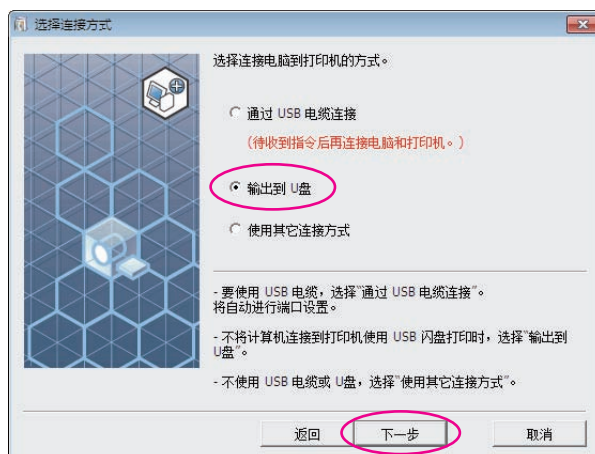 选择连接方式
选择连接电脑到打印机的方式。
通过 USB 电缆连接
(待收到指令后再连接电脑和打印机。)
输出到 U盘
使用其它连接方式
- 要使用 USB 电缆，选择“通过 USB 电缆连接”。
将自动进行端口设置。
- 不将计算机连接到打印机使用 USB 闪盘打印时，选择“输出到
U盘”。
- 不使用 USB 电缆或 U盘，选择“使用其它连接方式”。
返回
下一步
取消